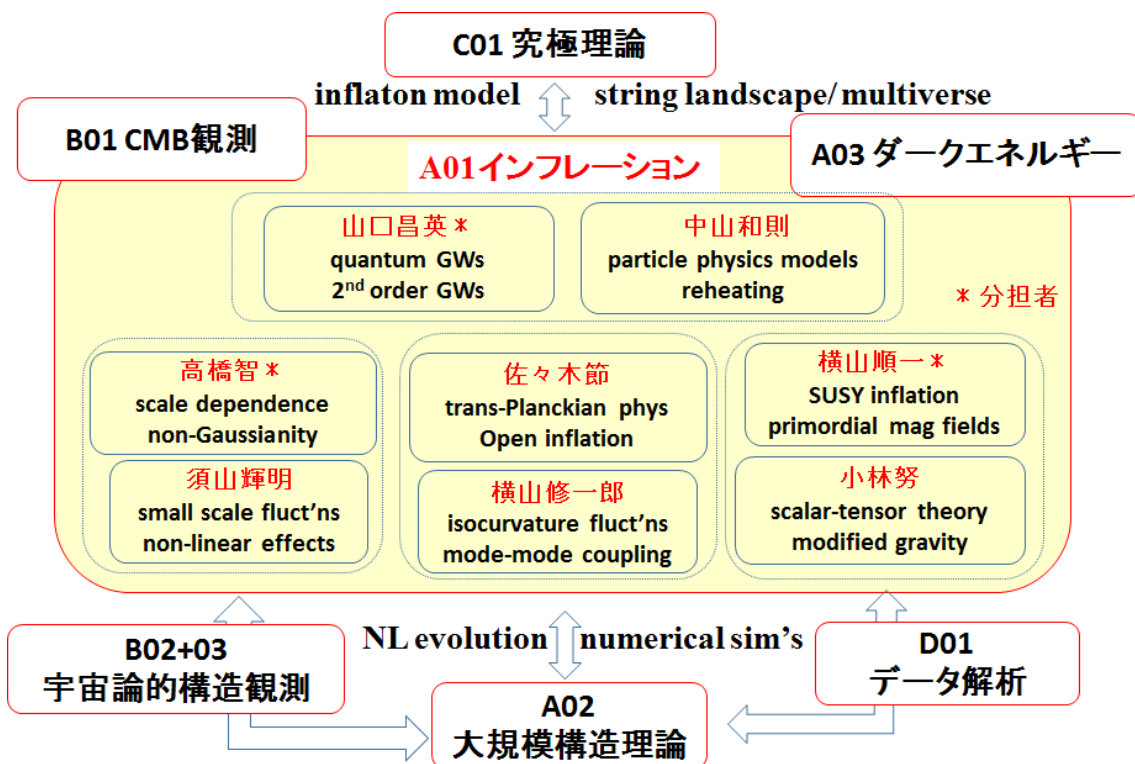 C01 究極理論
inflaton model
string landscape/ multiverse
B01 CMB観測
A03 ダークエネルギー
A01インフレーション
山口昌英*
quantum GWs
2nd order GWs
中山和則
particle physics models
reheating
*分担者
高橋智*
scale dependence
non-Gaussianity
須山輝明
small scale fluct’ns
non-linear effects
佐々木節
trans-Planckian phys
Open inflation
横山修一郎
isocurvature fluct’ns
mode-mode coupling
横山順一*
SUSY inflation
primordial mag fields
小林努
scalar-tensor theory
modified gravity
NL evolution
numerical sim’s
B02+03
宇宙論的構造観測
D01
データ解析
A02
大規模構造理論